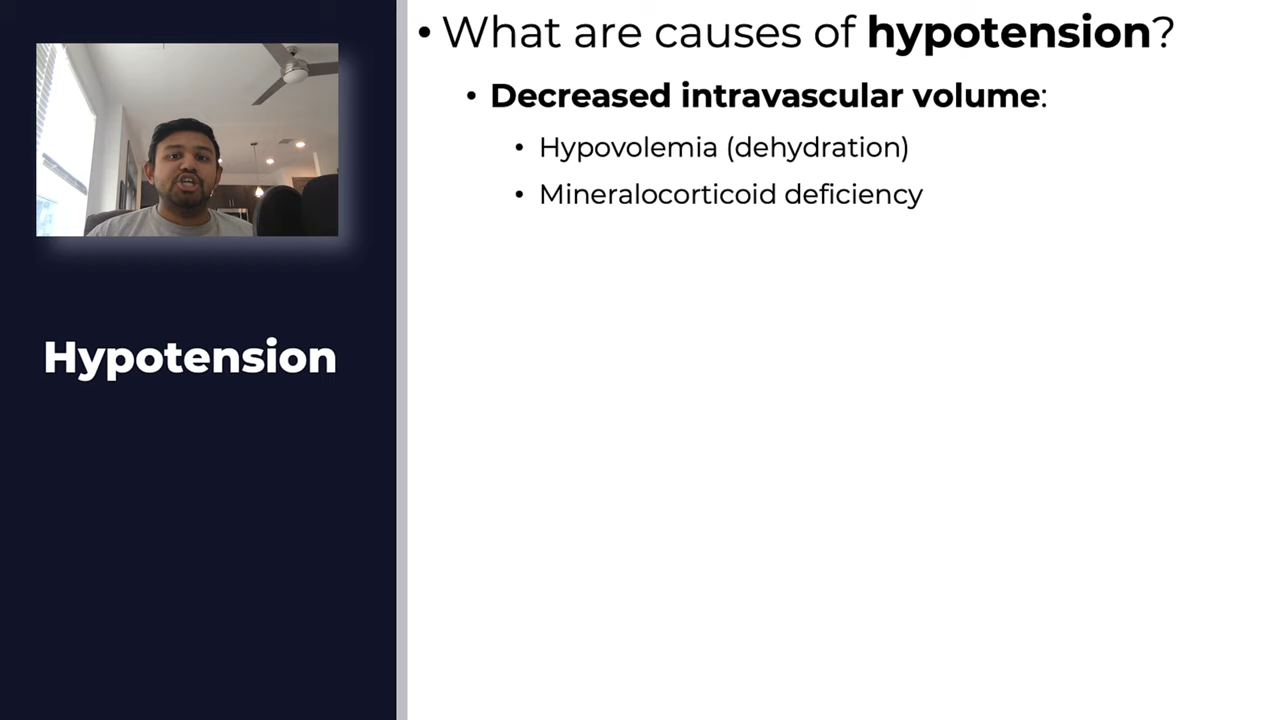 • What are causes of hypotension?
• Decreased intravascular volume:
• Hypovolemia (dehydration)
• Mineralocorticoid deficiency
Hypotension